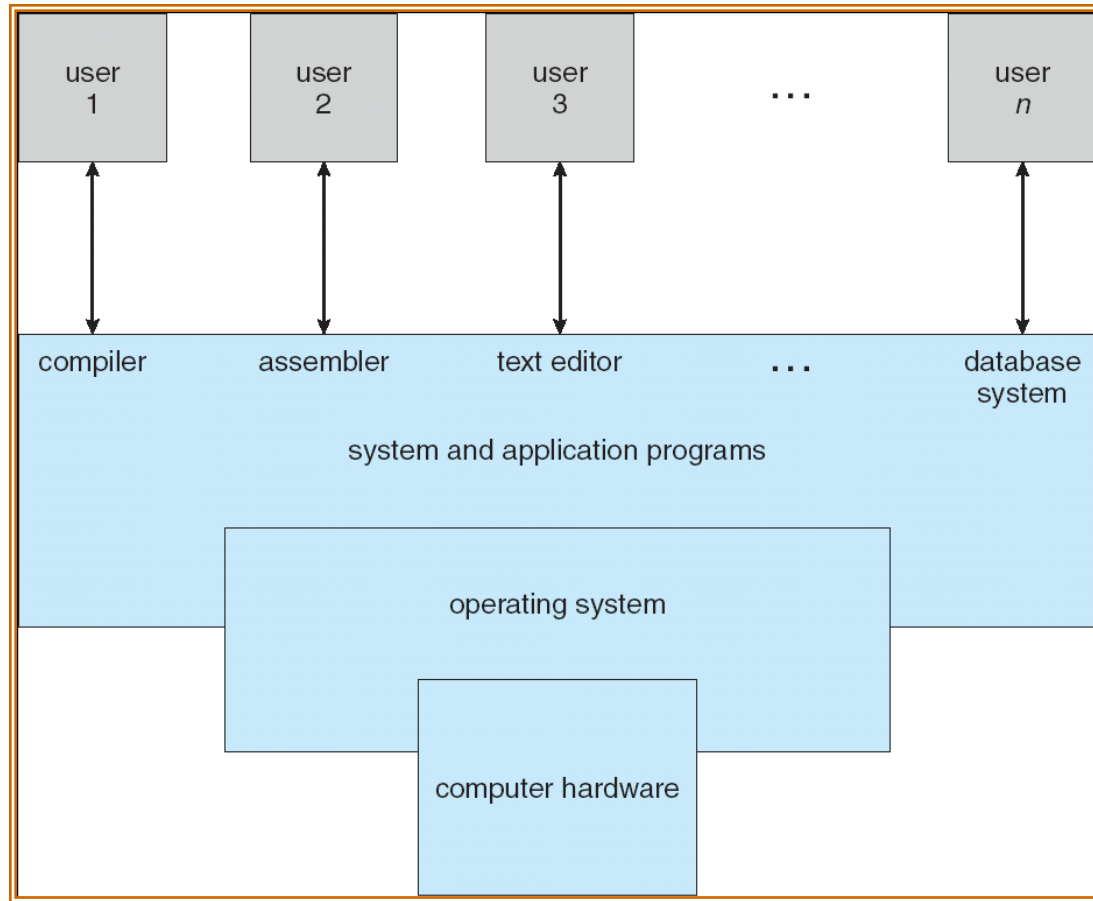 user
1
user
2
user
3
...
user
n
compiler
assembler
text editor
...
database
system
system and application programs
operating system
computer hardware